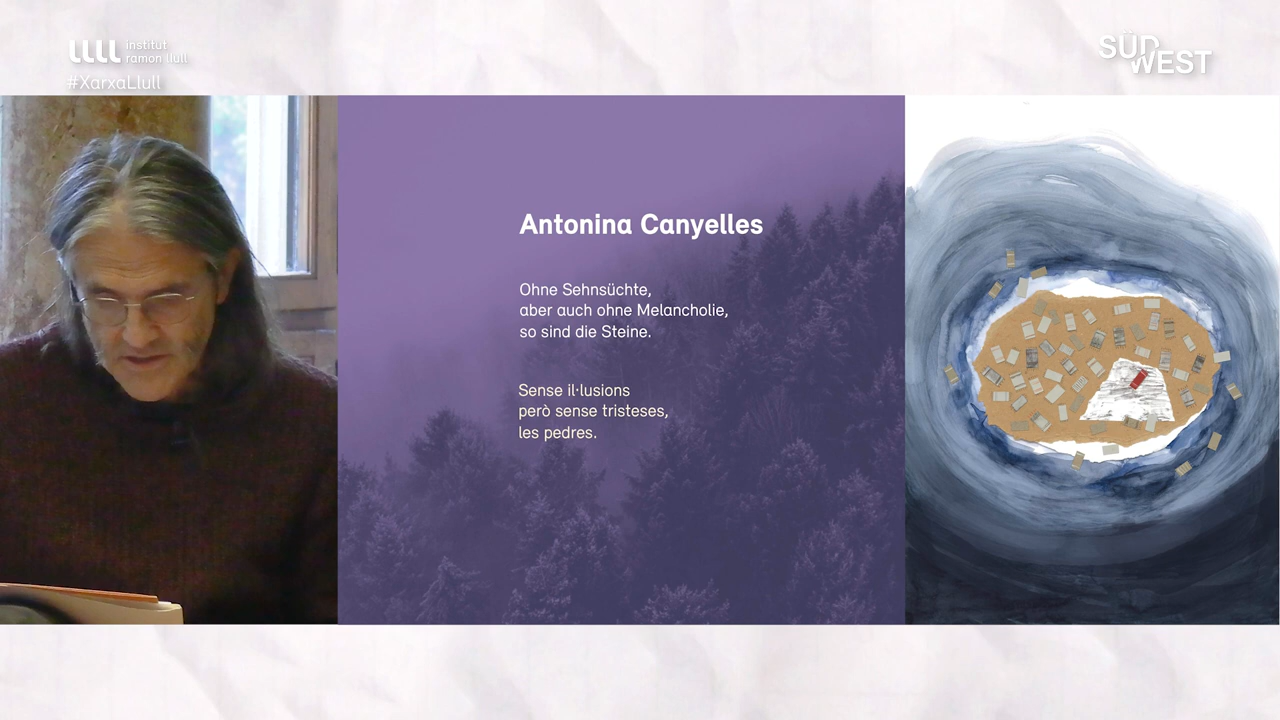 institut
ramon llull
#XarxaLlull
SÜD
WEST
Antonina Canyelles
Ohne Sehnsüchte,
aber auch ohne Melancholie,
so sind die Steine.
Sense il·lusions
però sense tristeses,
les pedres.